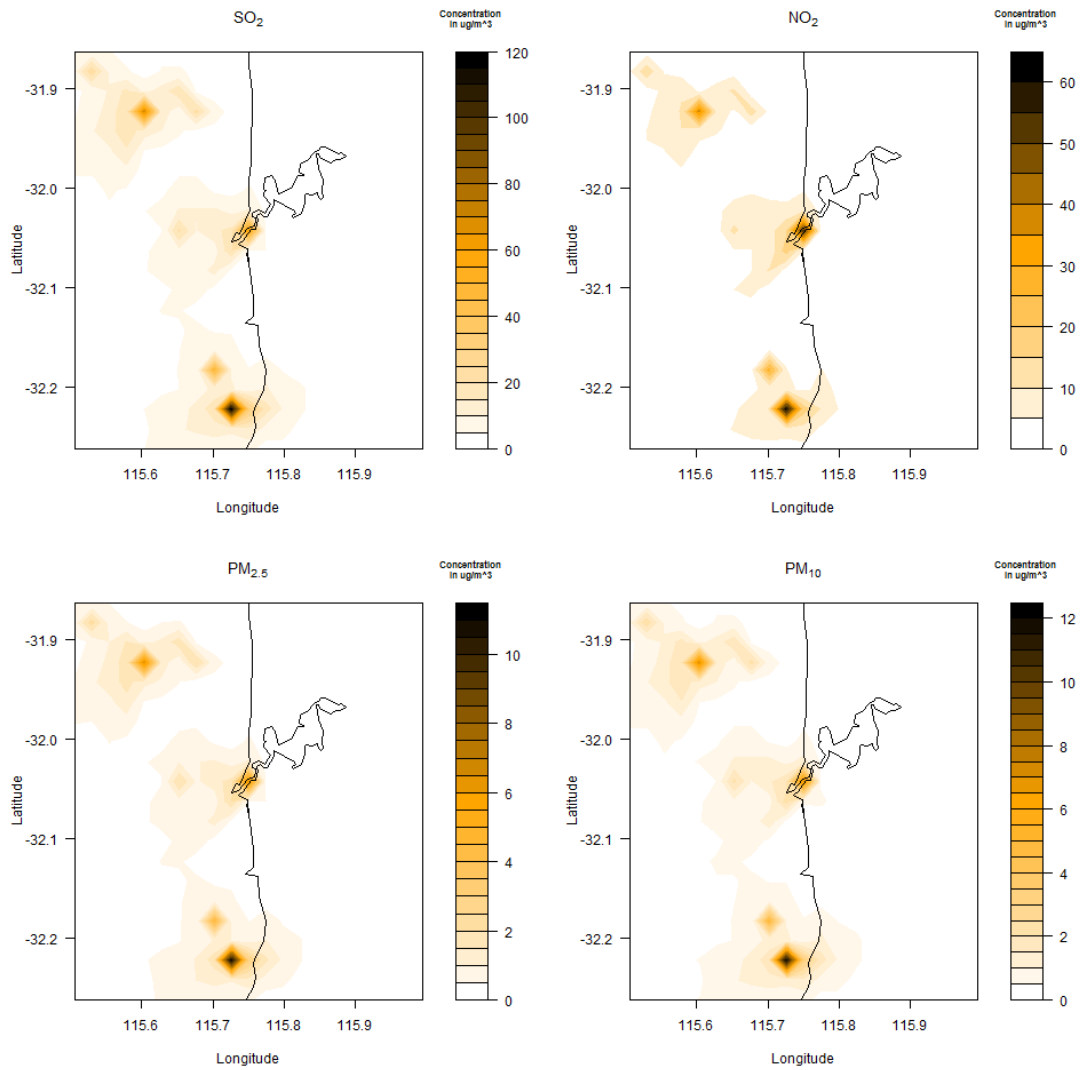 SO2
Concentration
in ug/m^3
Latitude
-31.9
-32.0
-32.1
-32.2
115.6 115.7 115.8 115.9
Longitude
120
100
80
60
40
20
0
NO2
Concentration
in ug/m^3
Latitude
-31.9
-32.0
-32.1
-32.2
115.6 115.7 115.8 115.9
Longitude
60
50
40
30
20
10
0
PM2.5
Concentration
in ug/m^3
Latitude
-31.9
-32.0
-32.1
-32.2
115.6 115.7 115.8 115.9
Longitude
10
8
6
4
2
0
PM10
Concentration
in ug/m^3
Latitude
-31.9
-32.0
-32.1
-32.2
115.6 115.7 115.8 115.9
Longitude
12
10
8
6
4
2
0